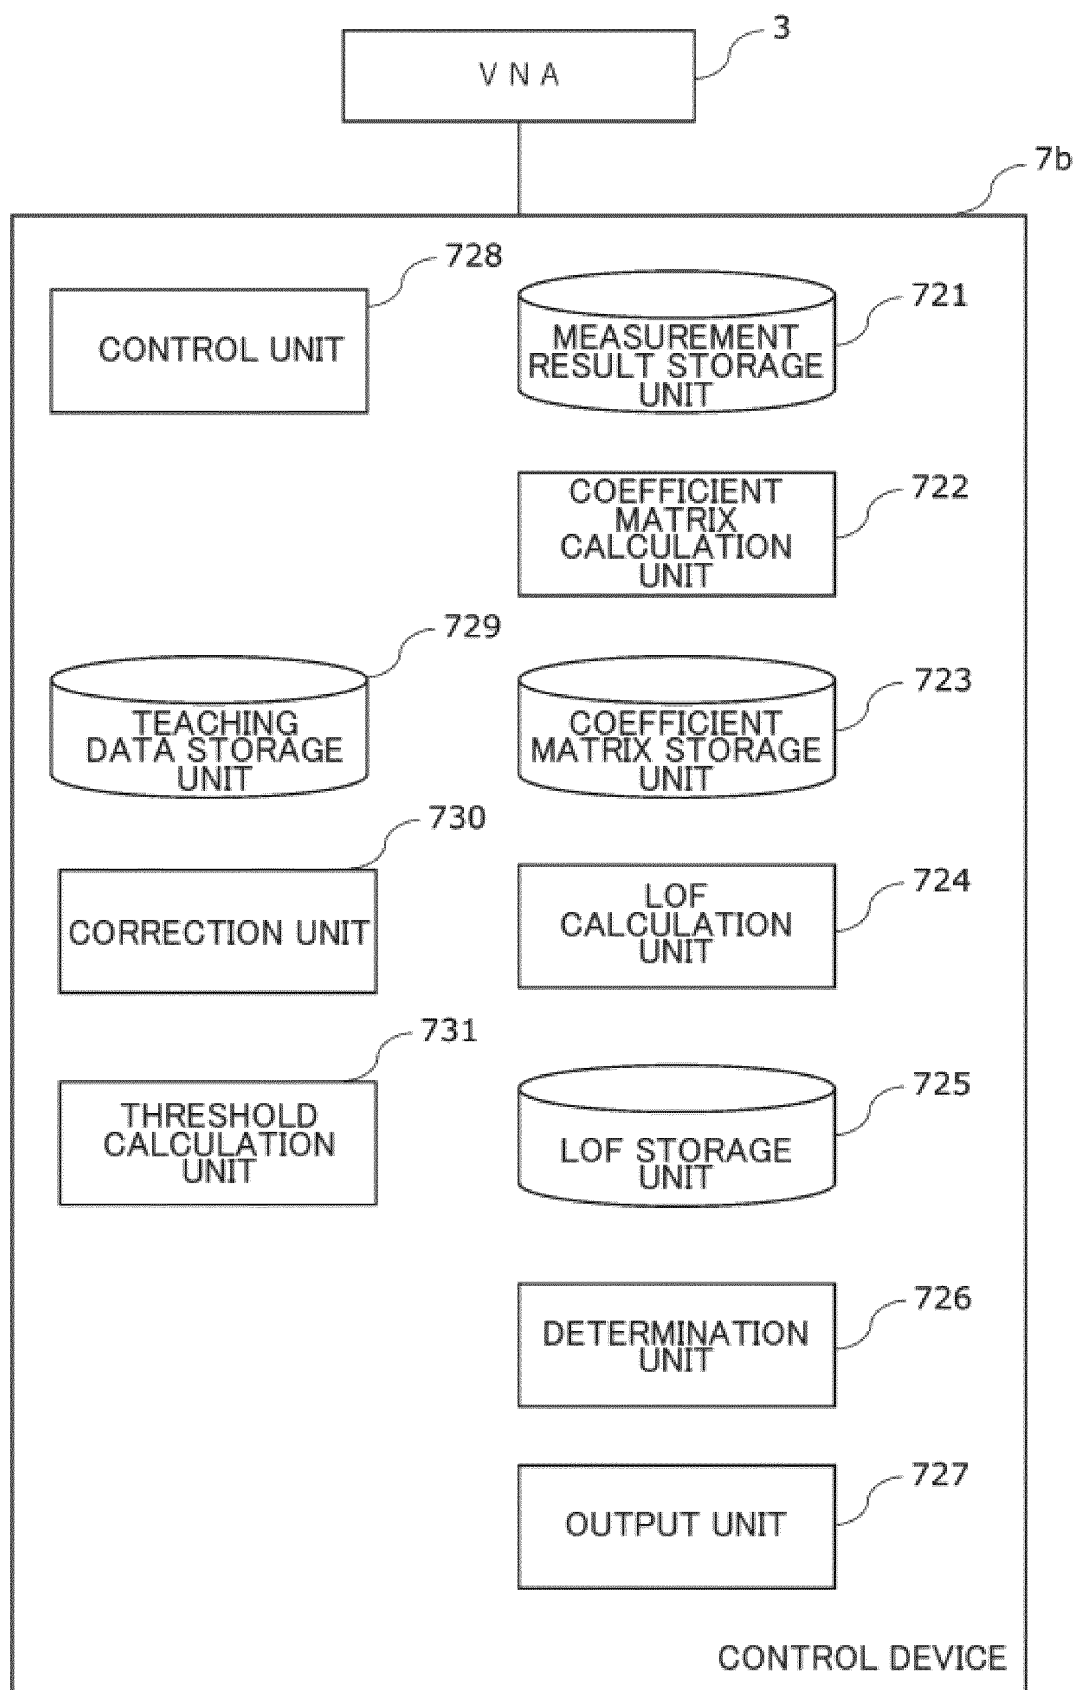 3
V N A
7b
728
CONTROL UNIT
721
MEASUREMENT
RESULT STORAGE
UNIT
722
COEFFICIENT
MATRIX
CALCULATION
UNIT
729
TEACHING
DATA STORAGE
UNIT
723
COEFFICIENT
MATRIX STORAGE
UNIT
730
CORRECTION UNIT
724
LOF
CALCULATION
UNIT
731
THRESHOLD
CALCULATION
UNIT
725
LOF STORAGE
UNIT
726
DETERMINATION
UNIT
727
OUTPUT UNIT
CONTROL DEVICE